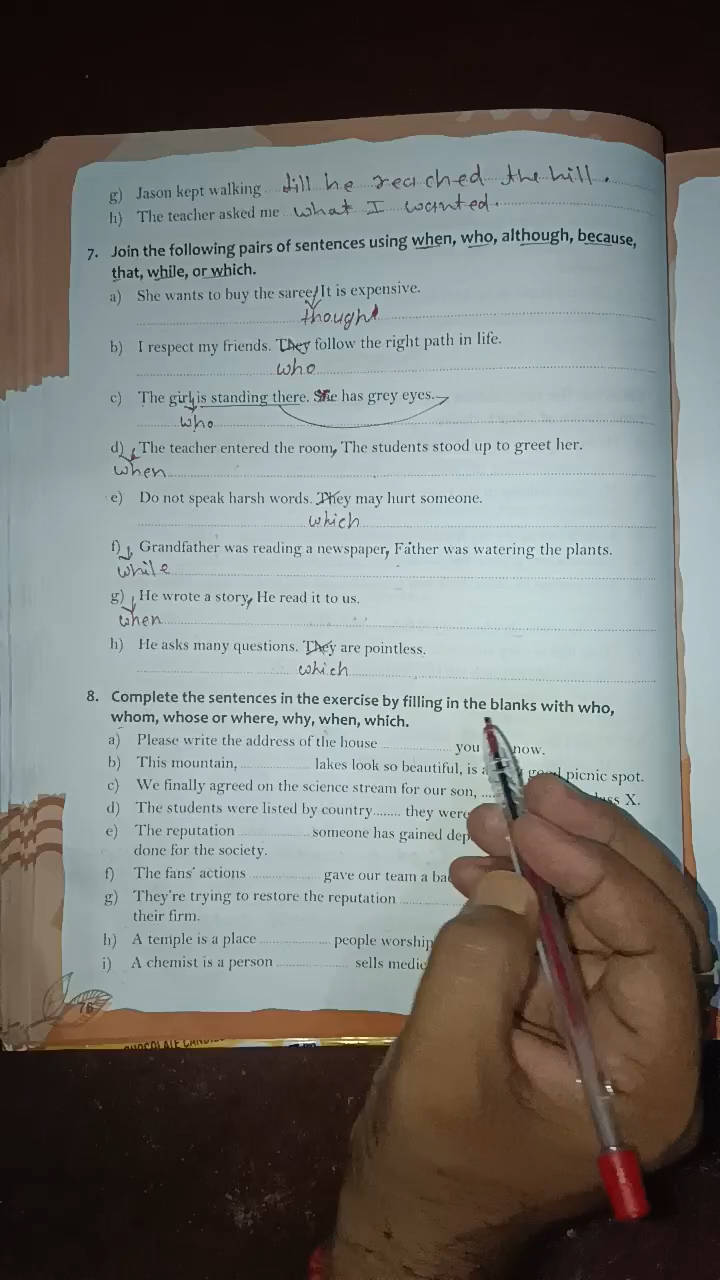 g) Jason kept walking till he reached the hill.
h) The teacher asked me what I wanted.
7. Join the following pairs of sentences using when, who, although, because,
that, while, or which.
a) She wants to buy the saree/It is expensive.
though
b) I respect my friends. They follow the right path in life.
who
c) The girl is standing there. She has grey eyes.
who
d) The teacher entered the room, The students stood up to greet her.
when
e) Do not speak harsh words. They may hurt someone.
which
f) Grandfather was reading a newspaper, Father was watering the plants.
while
g) He wrote a story, He read it to us.
when
h) He asks many questions. They are pointless.
which
8. Complete the sentences in the exercise by filling in the blanks with who,
whom, whose or where, why, when, which.
a) Please write the address of the house .................. you now.
b) This mountain, .................. lakes look so beautiful, is a good picnic spot.
c) We finally agreed on the science stream for our son, .... X.
d) The students were listed by country........ they were
e) The reputation .................. someone has gained
done for the society.
f) The fans' actions .................. gave our team a
g) They're trying to restore the reputation ..................
their firm.
h) A temple is a place .................. people worship
i) A chemist is a person .................. sells
76
CHOCOLATE